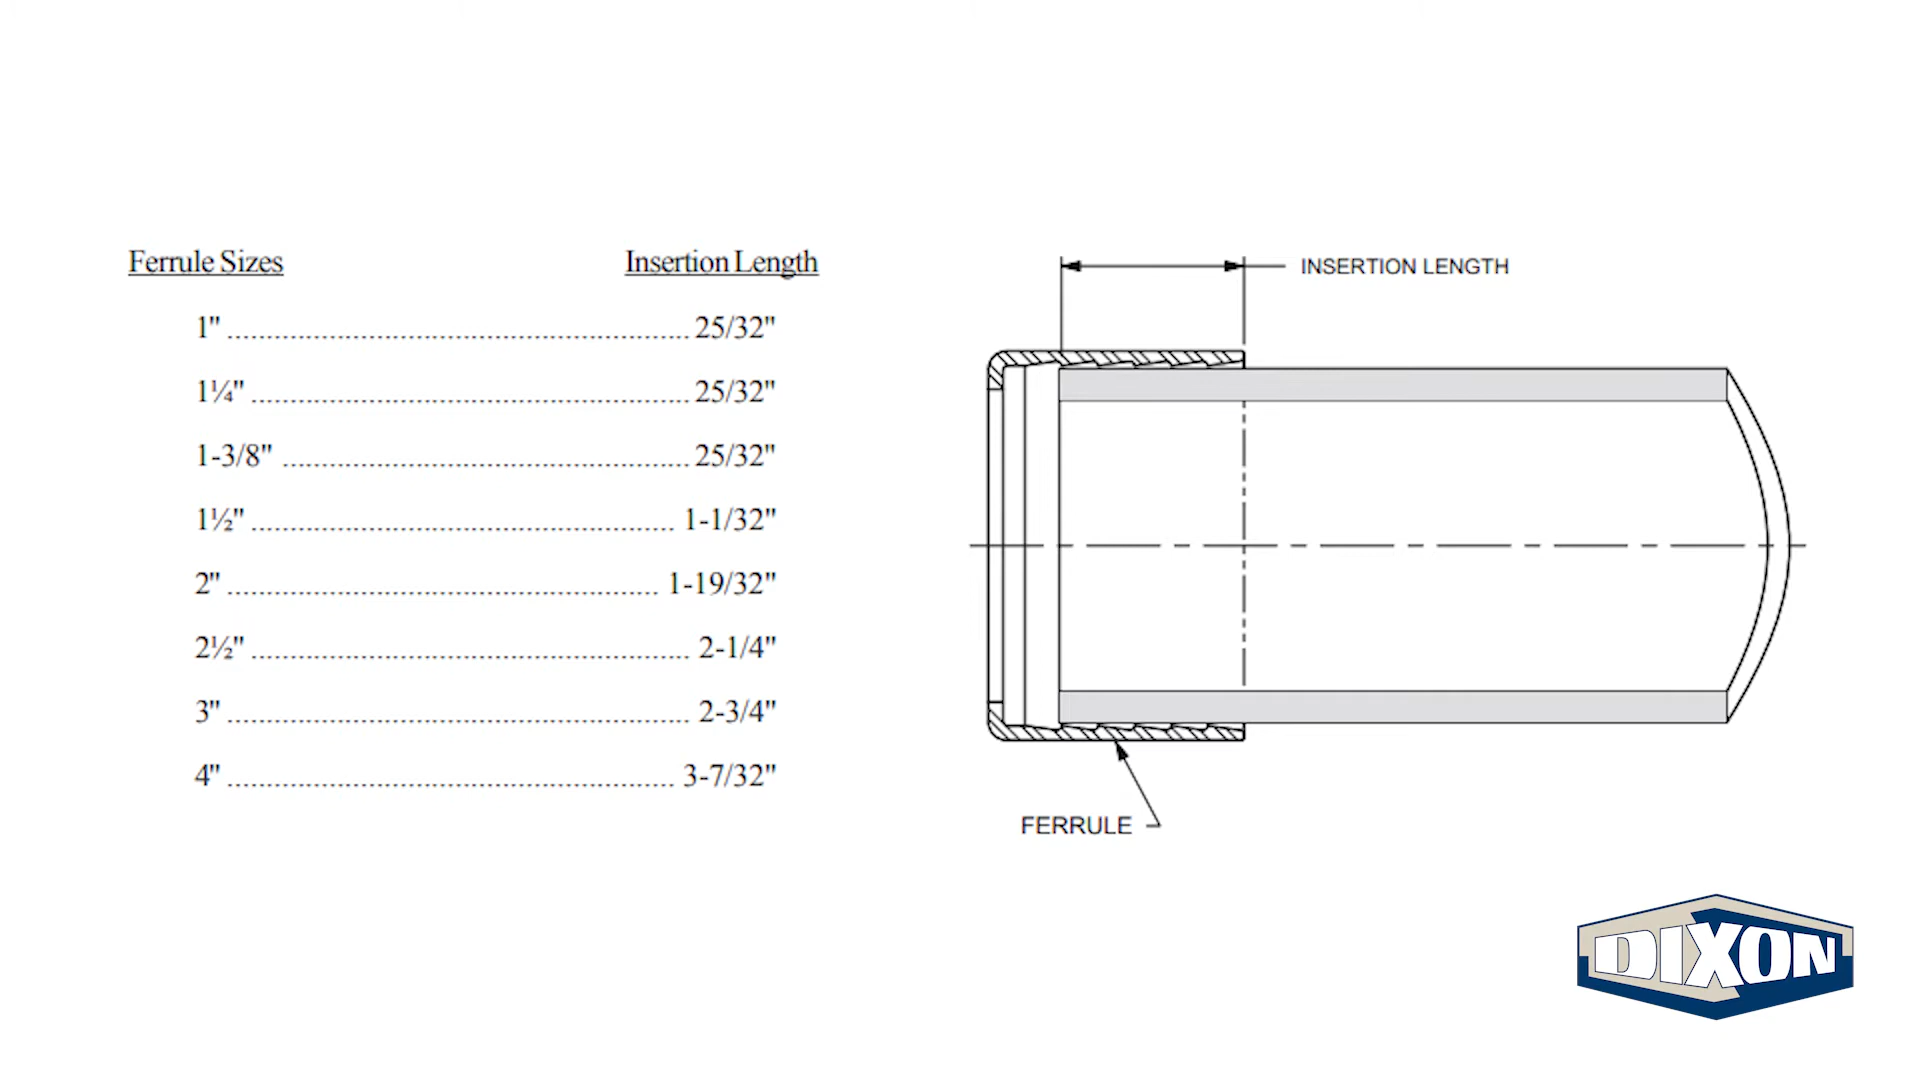 Ferrule Sizes Insertion Length
1" ........................................................... 25/32"
1¼" ........................................................ 25/32"
1-3/8" .................................................... 25/32"
1½" ...................................................... 1-1/32"
2" ....................................................... 1-19/32"
2½" ........................................................ 2-1/4"
3" ........................................................... 2-3/4"
4" ......................................................... 3-7/32"
INSERTION LENGTH
FERRULE
DIXON